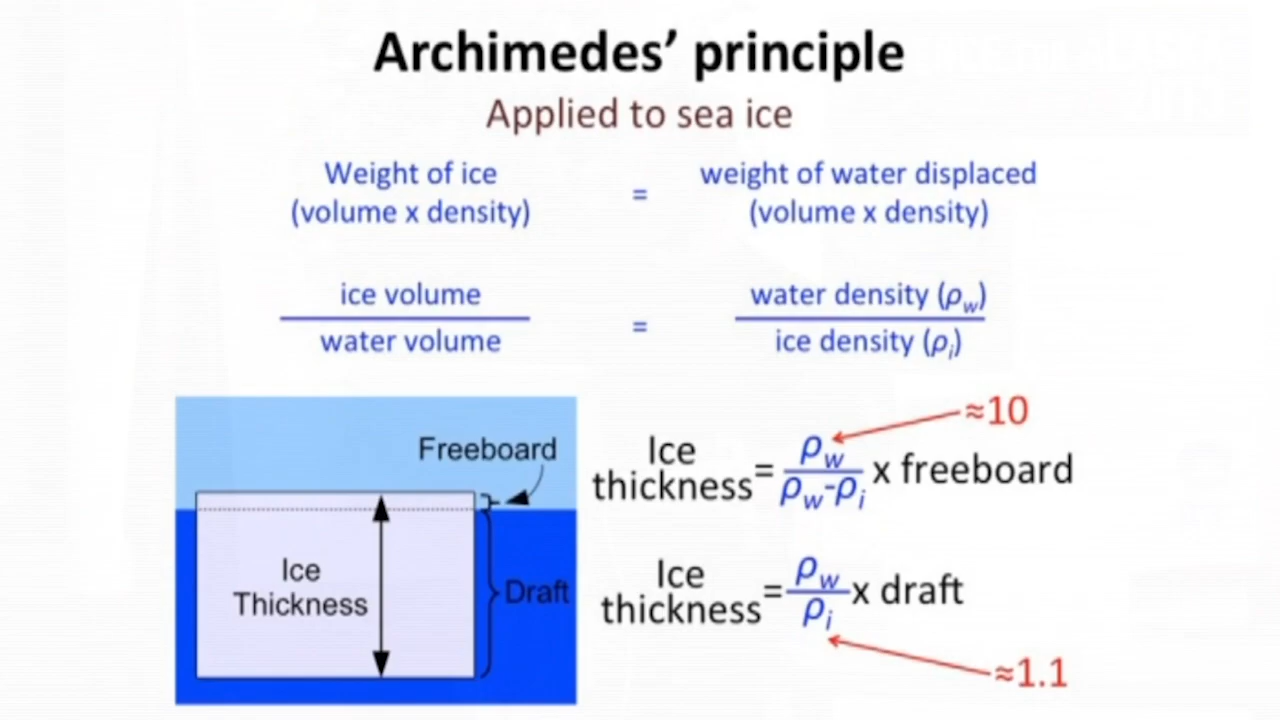 Archimedes’ principle
Applied to sea ice
Weight of ice
(volume x density)
=
weight of water displaced
(volume x density)
ice volume
water volume
=
water density (ρw)
ice density (ρi)
Freeboard
Ice
Thickness
Draft
≈10
Ice
thickness
=
ρw
ρw-ρi
x freeboard
Ice
thickness
=
ρw
ρi
x draft
≈1.1